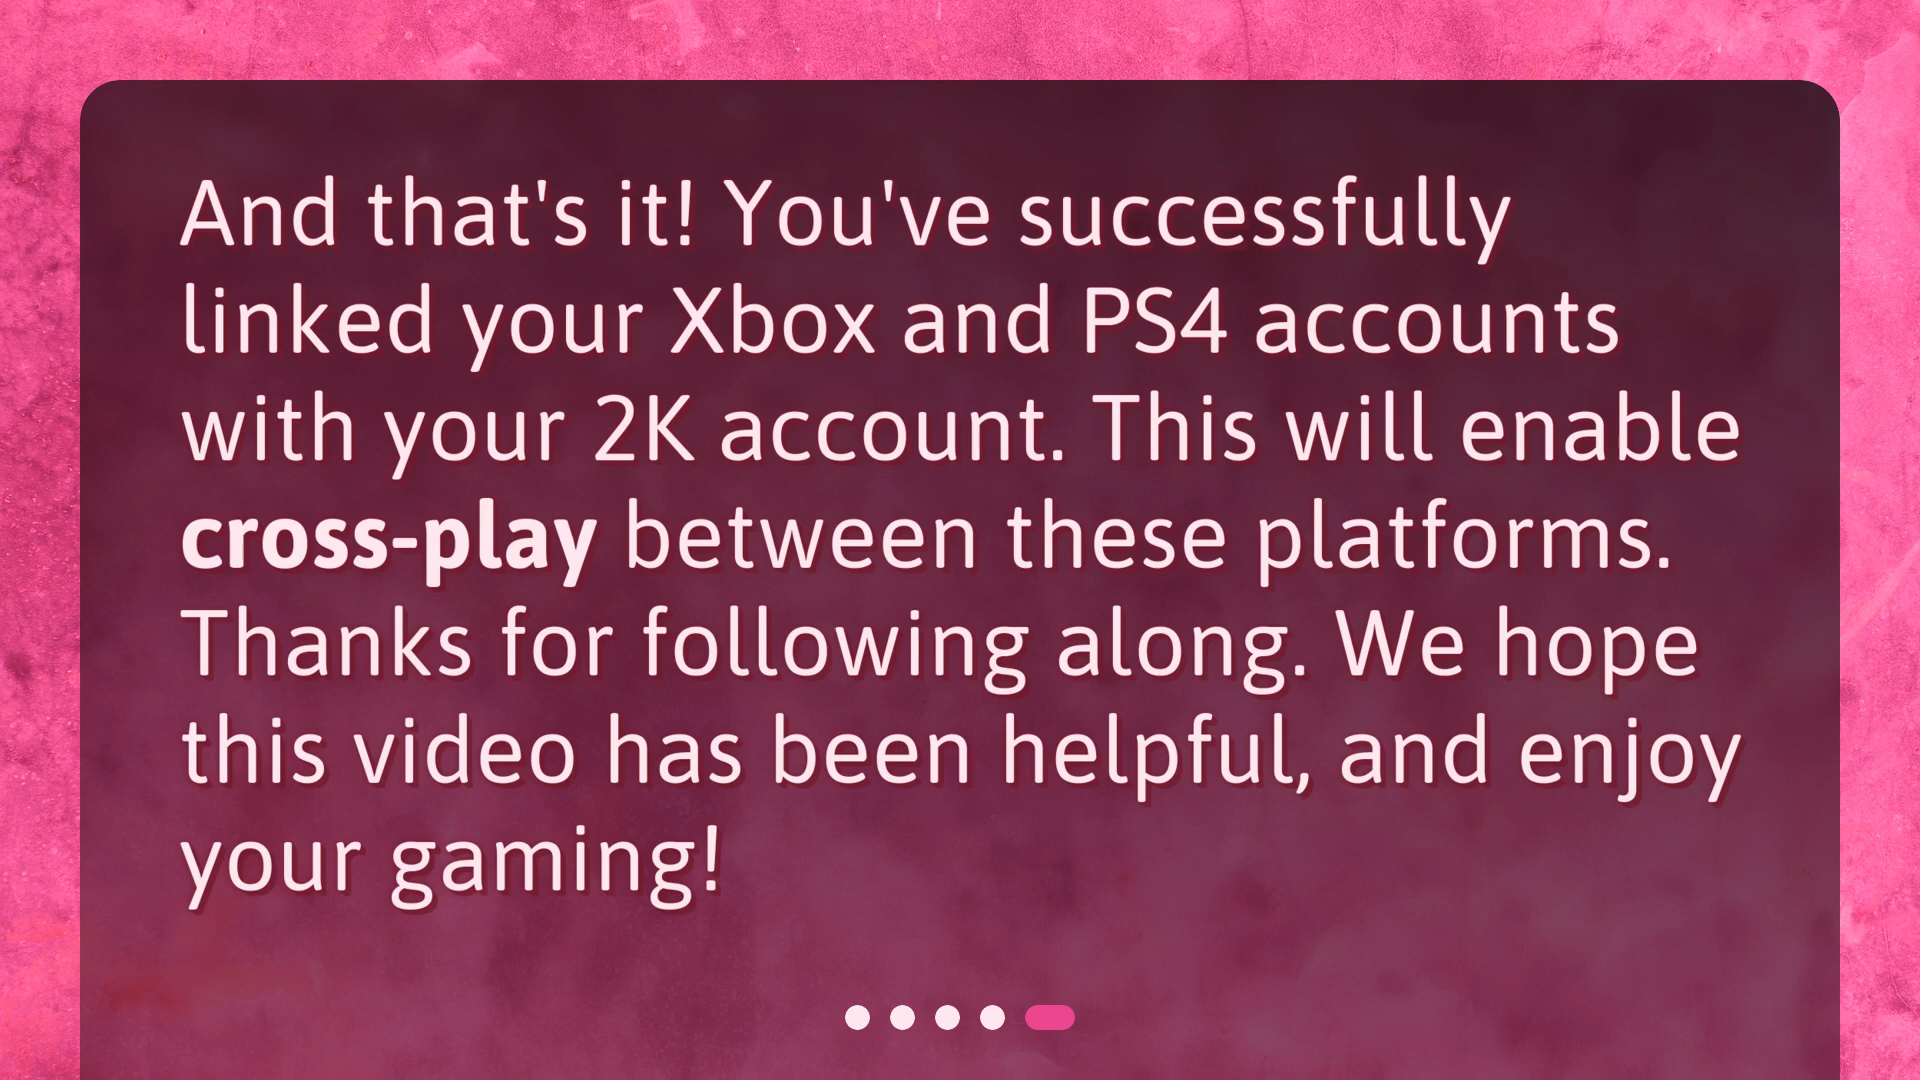 And that's it! You've successfully
linked your Xbox and PS4 accounts
with your 2K account. This will enable
cross-play between these platforms.
Thanks for following along. We hope
this video has been helpful, and enjoy
your gaming!